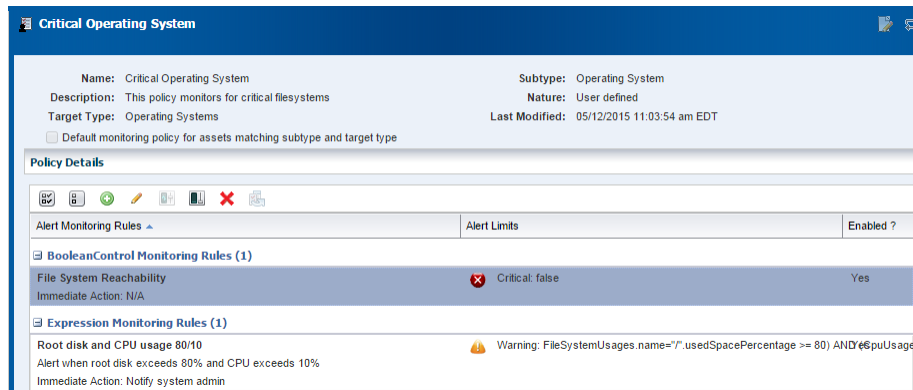 Critical Operating System
Name: Critical Operating System
Subtype: Operating System
Description: This policy monitors for critical filesystems
Nature: User defined
Target Type: Operating Systems
Last Modified: 05/12/2015 11:03:54 am EDT
Default monitoring policy for assets matching subtype and target type
Policy Details
Alert Monitoring Rules Alert Limits Enabled ?
BooleanControl Monitoring Rules (1)
File System Reachability Critical: false Yes
Immediate Action: N/A
Expression Monitoring Rules (1)
Root disk and CPU usage 80/10 Warning: FileSystemUsages.name="/".usedSpacePercentage >= 80) AND (CpuUsage Yes
Alert when root disk exceeds 80% and CPU exceeds 10%
Immediate Action: Notify system admin